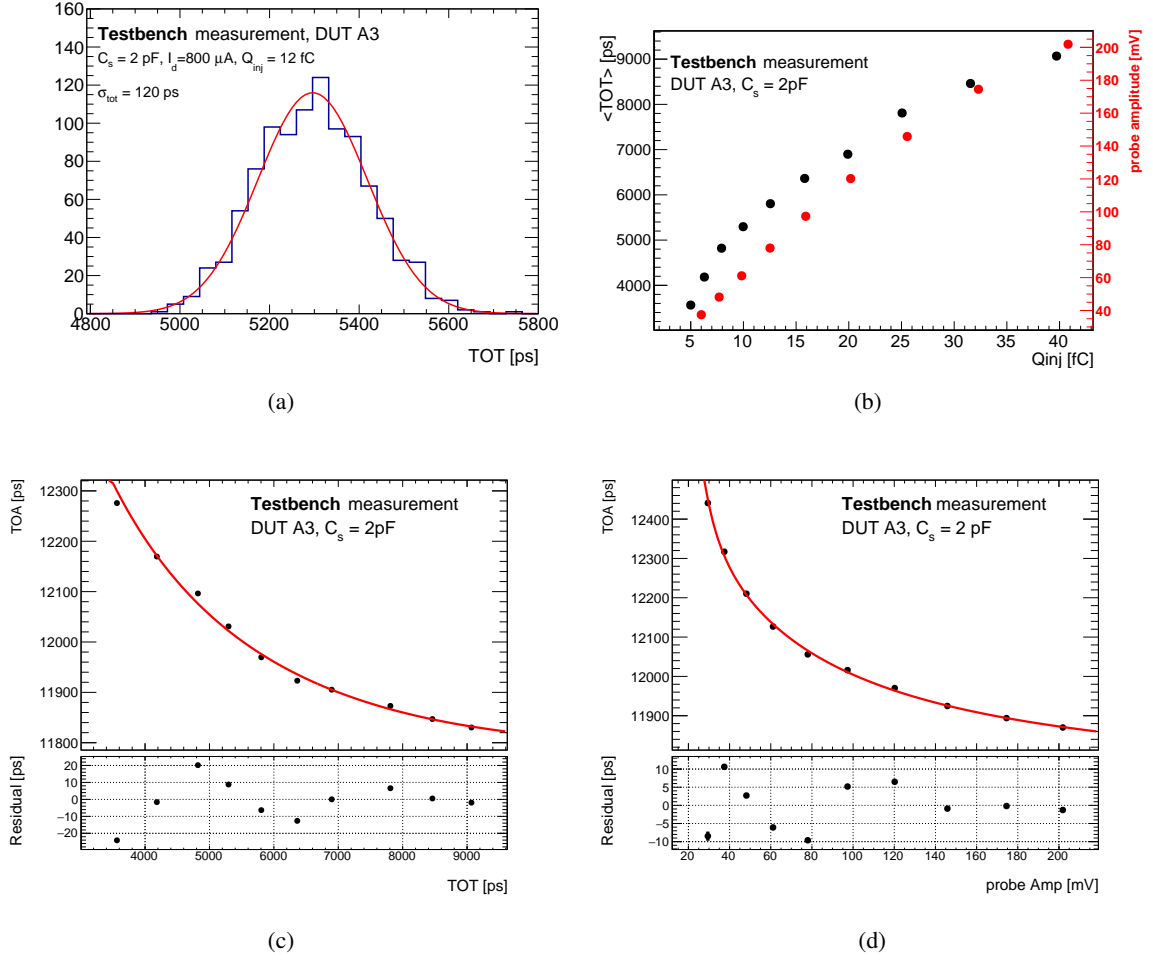 160
140
120
100
80
60
40
20
0
Testbench measurement, DUT A3
C_s = 2 pF, I_d=800 μA, Q_inj = 12 fC
σ_tot = 120 ps
4800 5000 5200 5400 5600 5800
TOT [ps]
(a)
<TOT> [ps]
9000
8000
7000
6000
5000
4000
Testbench measurement
DUT A3, C_s = 2pF
200
180
160
140
120
100
80
60
40
probe amplitude [mV]
5 10 15 20 25 30 35 40
Qinj [fC]
(b)
TOA [ps]
12300
12200
12100
12000
11900
11800
Testbench measurement
DUT A3, C_s = 2pF
Residual [ps]
20
10
0
−10
−20
4000 5000 6000 7000 8000 9000
TOT [ps]
(c)
TOA [ps]
12400
12300
12200
12100
12000
11900
Testbench measurement
DUT A3, C_s = 2 pF
Residual [ps]
10
5
0
−5
−10
20 40 60 80 100 120 140 160 180 200
probe Amp [mV]
(d)